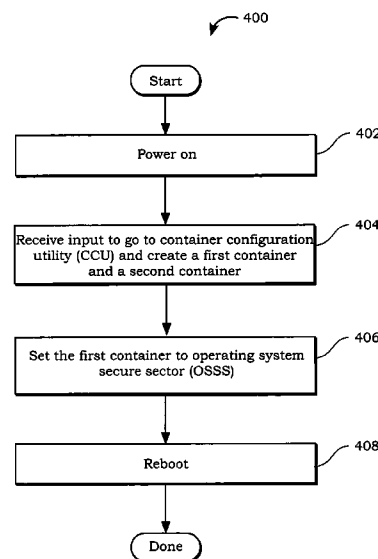 400
Start
402
Power on
404
Receive input to go to container configuration
utility (CCU) and create a first container
and a second container
406
Set the first container to operating system
secure sector (OSSS)
408
Reboot
Done